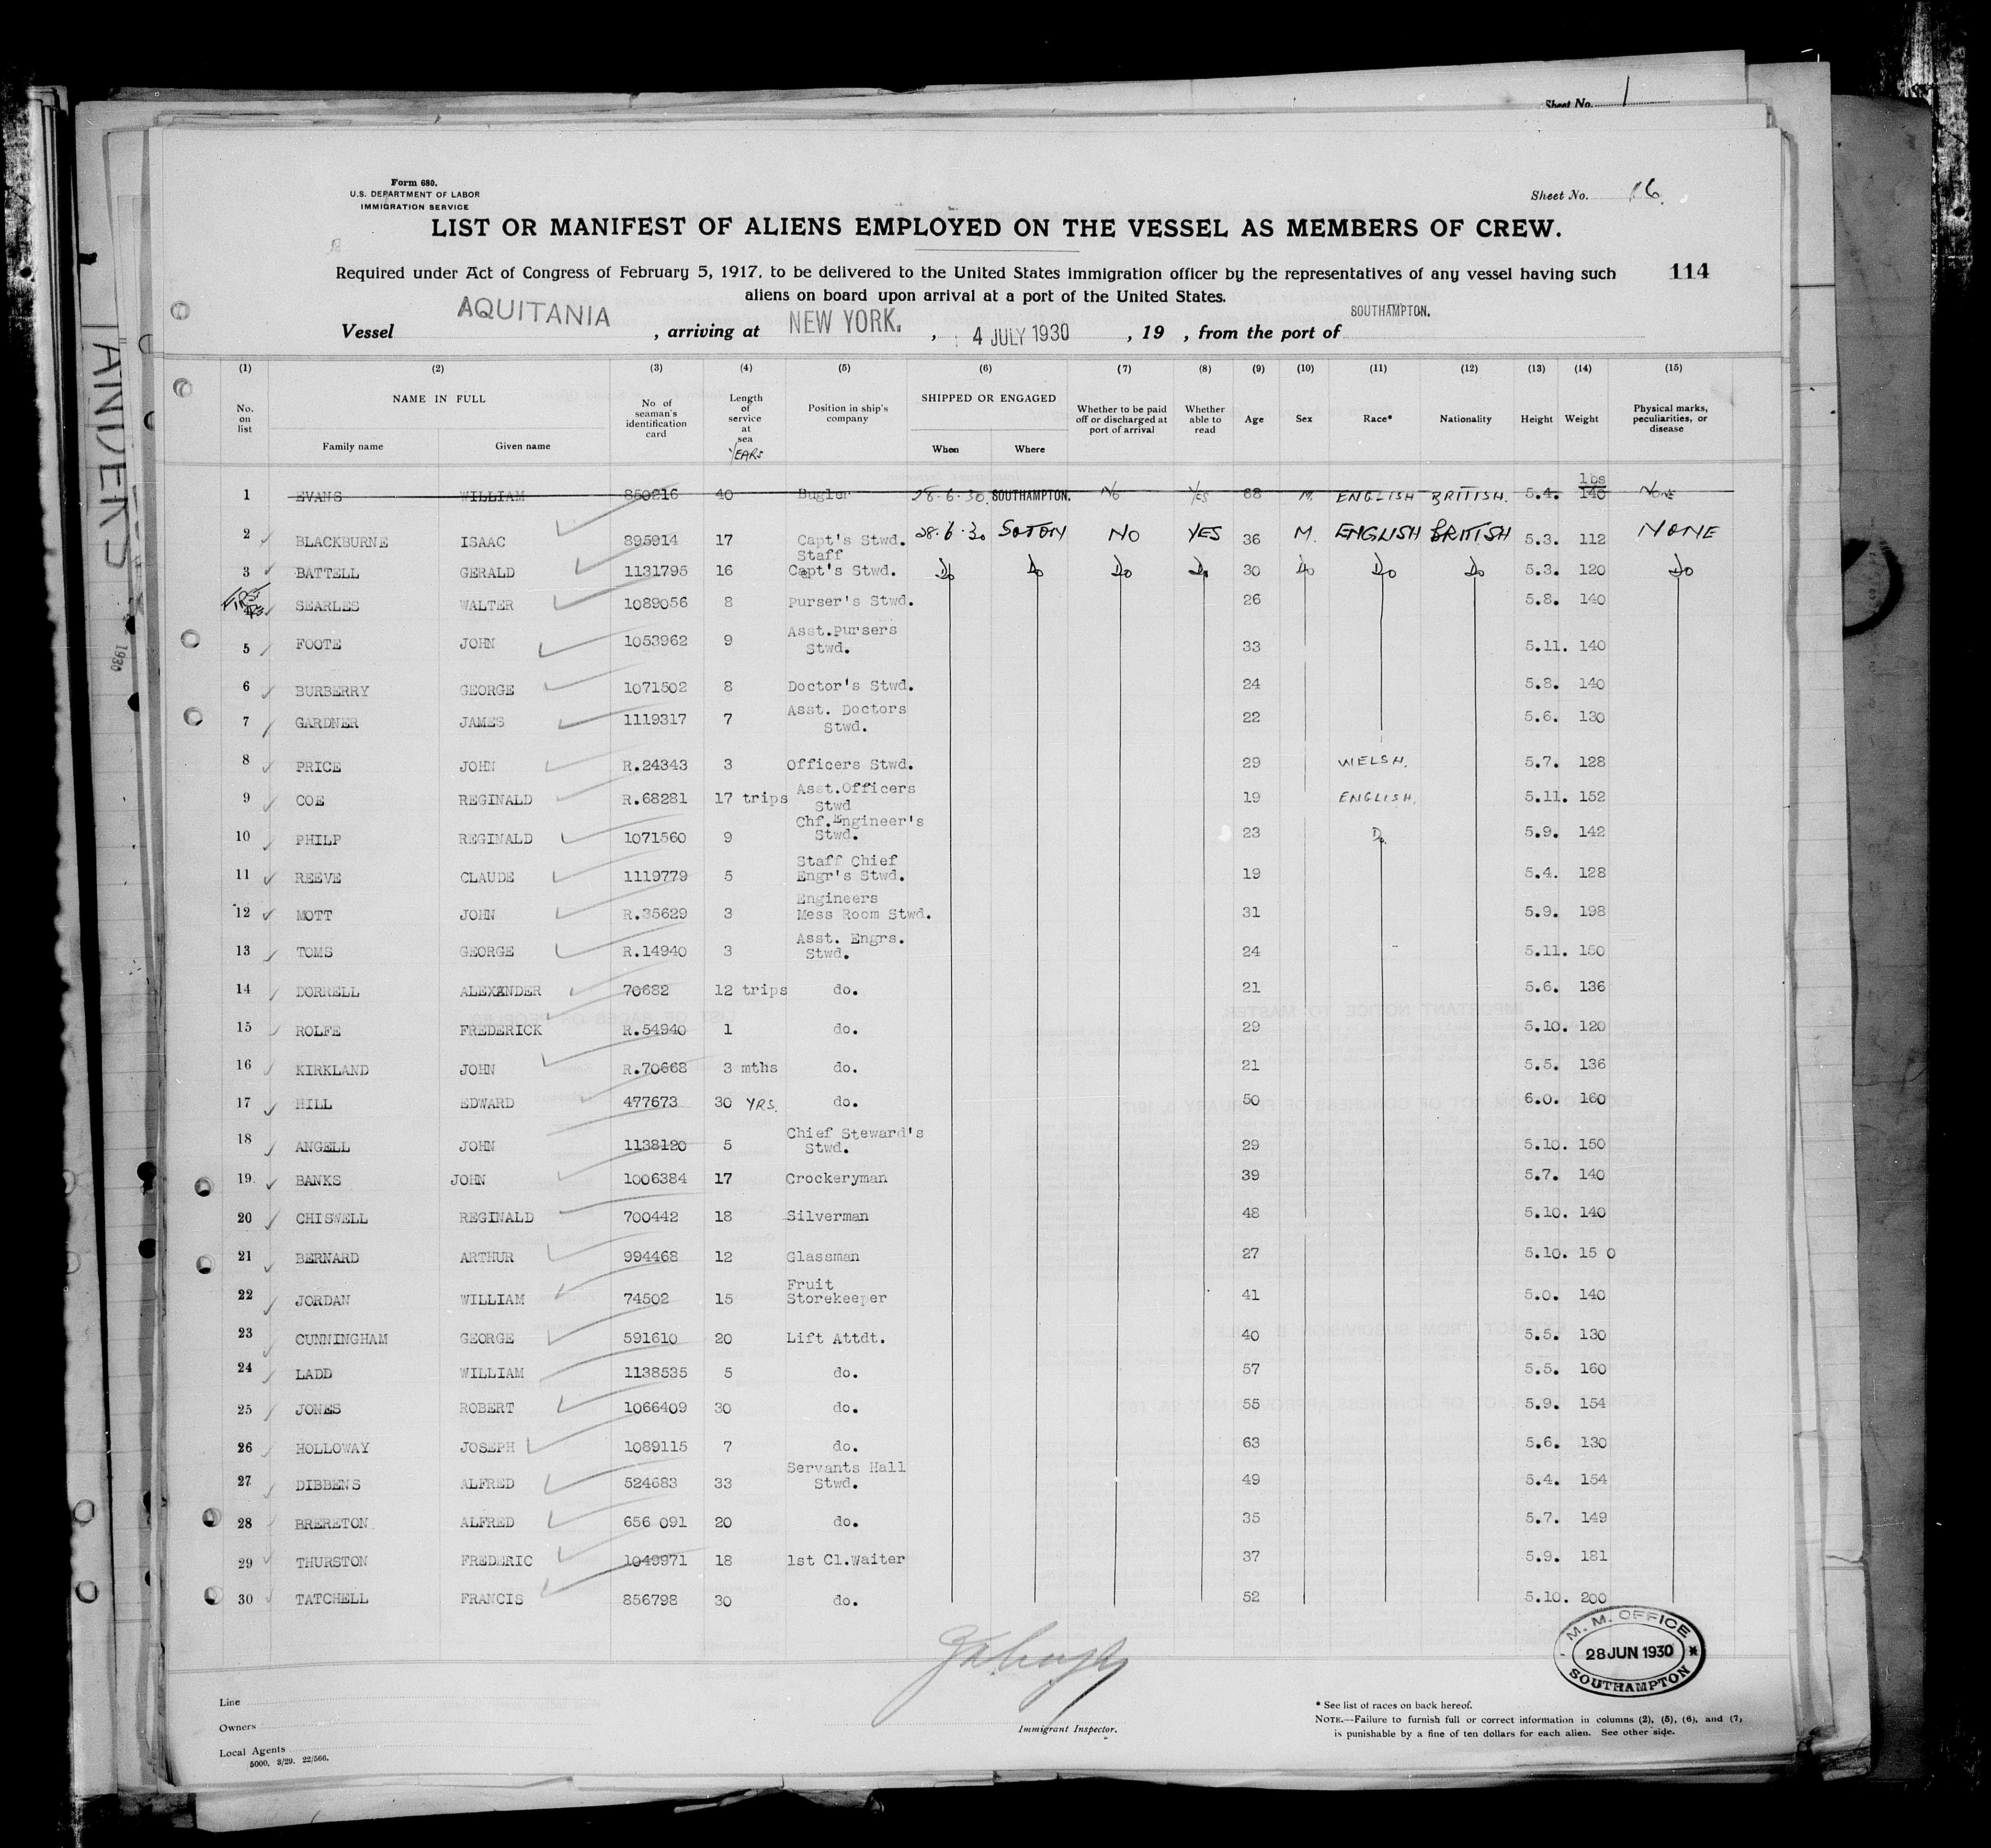 Sheet No. 1
Form 680.
U.S. DEPARTMENT OF LABOR
IMMIGRATION SERVICE
Sheet No. 16.
LIST OR MANIFEST OF ALIENS EMPLOYED ON THE VESSEL AS MEMBERS OF CREW.
Required under Act of Congress of February 5, 1917, to be delivered to the United States immigration officer by the representatives of any vessel having such
114
aliens on board upon arrival at a port of the United States.
Vessel AQUITANIA , arriving at NEW YORK. , 4 JULY 1930 , 19 , from the port of SOUTHAMPTON.
(1) (2) (3) (4) (5) (6) (7) (8) (9) (10) (11) (12) (13) (14) (15)
No. on list
NAME IN FULL
Family name Given name
No. of seaman's identification card
Length of service at sea
YEARS
Position in ship's company
SHIPPED OR ENGAGED
When Where
Whether to be paid off or discharged at port of arrival
Whether able to read
Age Sex Race* Nationality Height Weight
Physical marks, peculiarities, or disease
lbs
1 EVANS WILLIAM 850216 40 Bugler 28.6.30. SOUTHAMPTON. No Yes 68 M. ENGLISH BRITISH. 5.4. 140 NONE
2 BLACKBURNE ISAAC 895914 17 Capt's Stwd. 28.6.30 SOTON NO YES 36 M. ENGLISH BRITISH 5.3. 112 NONE
3 BATTELL GERALD 1131795 16 Staff Capt's Stwd. Do Do Do Do 30 Do Do Do 5.3. 120 Do
SEARLES WALTER 1089056 8 Purser's Stwd. 26 5.8. 140
5 FOOTE JOHN 1053962 9 Asst.Pursers Stwd. 33 5.11. 140
6 BURBERRY GEORGE 1071502 8 Doctor's Stwd. 24 5.8. 140
7 GARDNER JAMES 1119317 7 Asst. Doctors Stwd. 22 5.6. 130
8 PRICE JOHN R.24343 3 Officers Stwd. 29 WELSH. 5.7. 128
9 COE REGINALD R.68281 17 trips Asst.Officers Stwd 19 ENGLISH. 5.11. 152
10 PHILP REGINALD 1071560 9 Chf.Engineer's Stwd. 23 Do. 5.9. 142
11 REEVE CLAUDE 1119779 5 Staff Chief Engr's Stwd. 19 5.4. 128
12 MOTT JOHN R.35629 3 Engineers Mess Room Stwd. 31 5.9. 198
13 TOMS GEORGE R.14940 3 Asst. Engrs. Stwd. 24 5.11. 150
14 DORRELL ALEXANDER 70682 12 trips do. 21 5.6. 136
15 ROLFE FREDERICK R.54940 1 do. 29 5.10. 120
16 KIRKLAND JOHN R.70668 3 mths do. 21 5.5. 136
17 HILL EDWARD 477673 30 YRS. do. 50 6.0. 160
18 ANGELL JOHN 1138120 5 Chief Steward's Stwd. 29 5.10. 150
19. BANKS JOHN 1006384 17 Crockeryman 39 5.7. 140
20 CHISWELL REGINALD 700442 18 Silverman 48 5.10. 140
21 BERNARD ARTHUR 994468 12 Glassman 27 5.10. 15 0
22 JORDAN WILLIAM 74502 15 Fruit Storekeeper 41 5.0. 140
23 CUNNINGHAM GEORGE 591610 20 Lift Attdt. 40 5.5. 130
24 LADD WILLIAM 1138535 5 do. 57 5.5. 160
25 JONES ROBERT 1066409 30 do. 55 5.9. 154
26 HOLLOWAY JOSEPH 1089115 7 do. 63 5.6. 130
27 DIBBENS ALFRED 524683 33 Servants Hall Stwd. 49 5.4. 154
28 BRERETON ALFRED 656 091 20 do. 35 5.7. 149
29 THURSTON FREDERIC 1049971 18 1st Cl.Waiter 37 5.9. 181
30 TATCHELL FRANCIS 856798 30 do. 52 5.10. 200
M. M. OFFICE
28 JUN 1930
SOUTHAMPTON
Line
Owners
Local Agents
5000. 3/29. 22/566.
Immigrant Inspector.
* See list of races on back hereof.
NOTE.—Failure to furnish full or correct information in columns (2), (5), (6), and (7,
is punishable by a fine of ten dollars for each alien. See other side.
ANDERS
1930